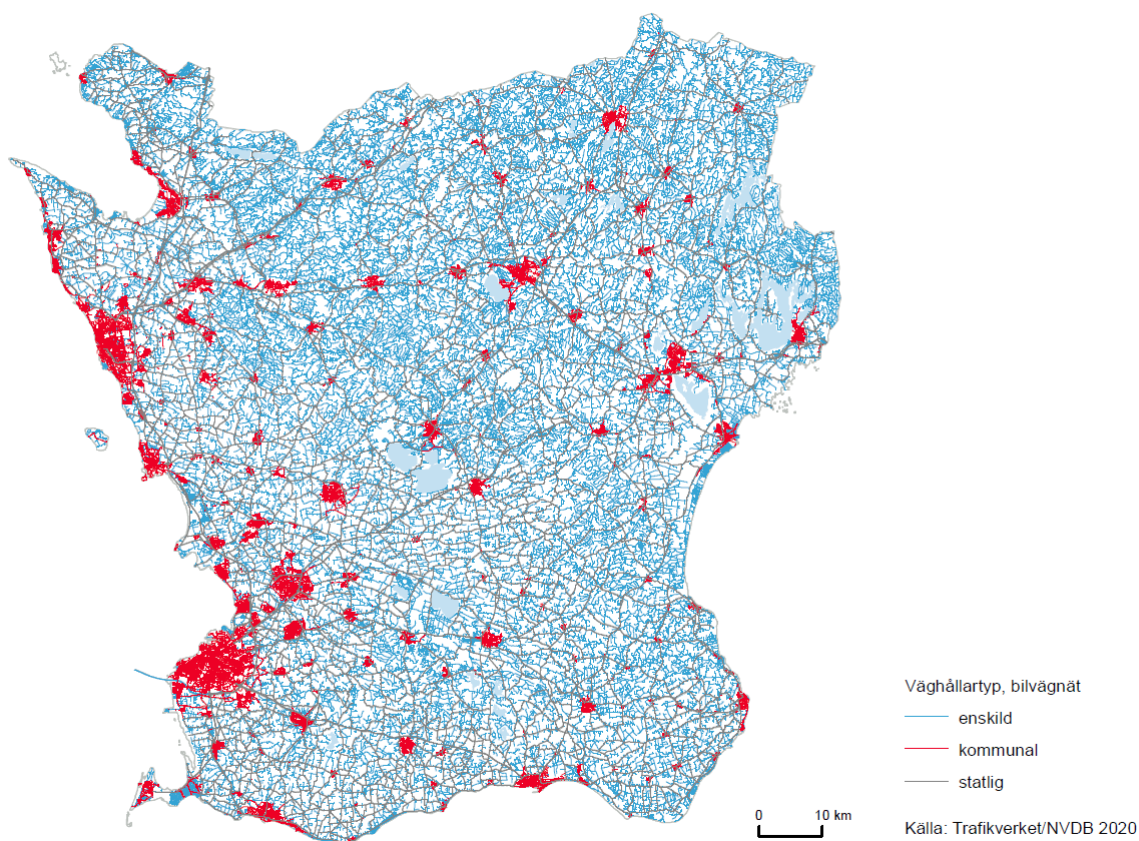 Väghållartyp, bilvägnät
enskild
kommunal
statlig
0 10 km
Källa: Trafikverket/NVDB 2020